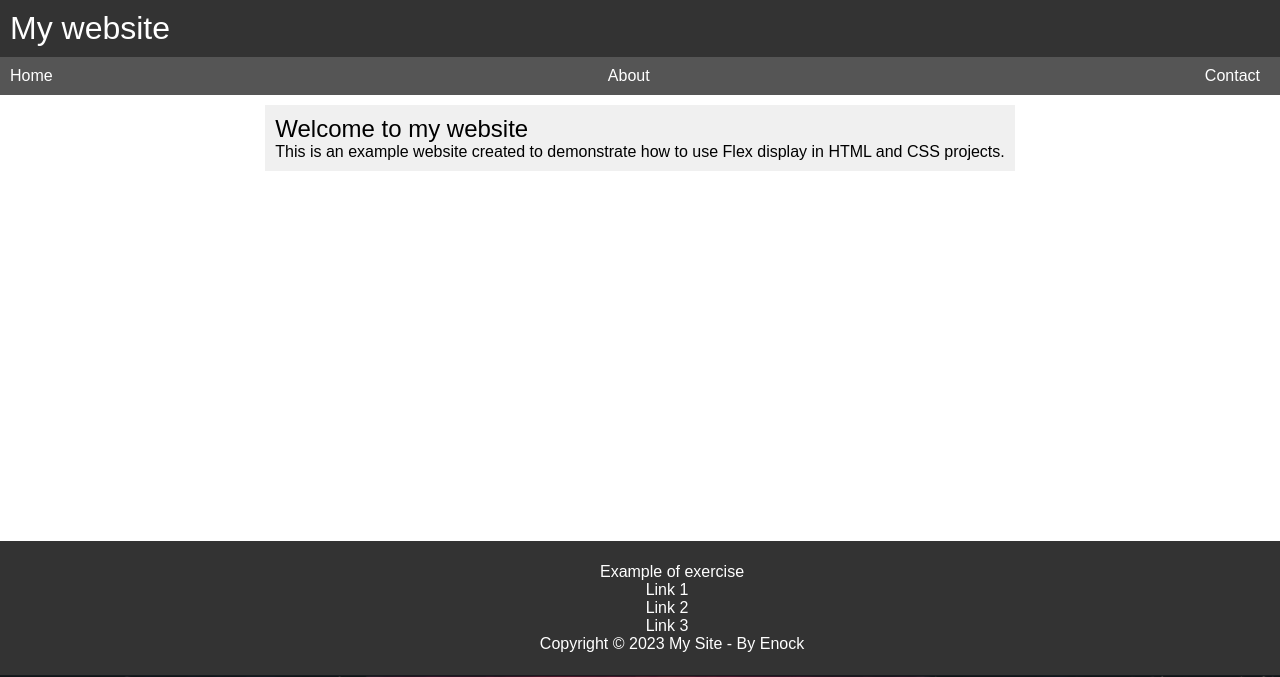 My website
Home About Contact
Welcome to my website
This is an example website created to demonstrate how to use Flex display in HTML and CSS projects.
Example of exercise
Link 1
Link 2
Link 3
Copyright © 2023 My Site - By Enock